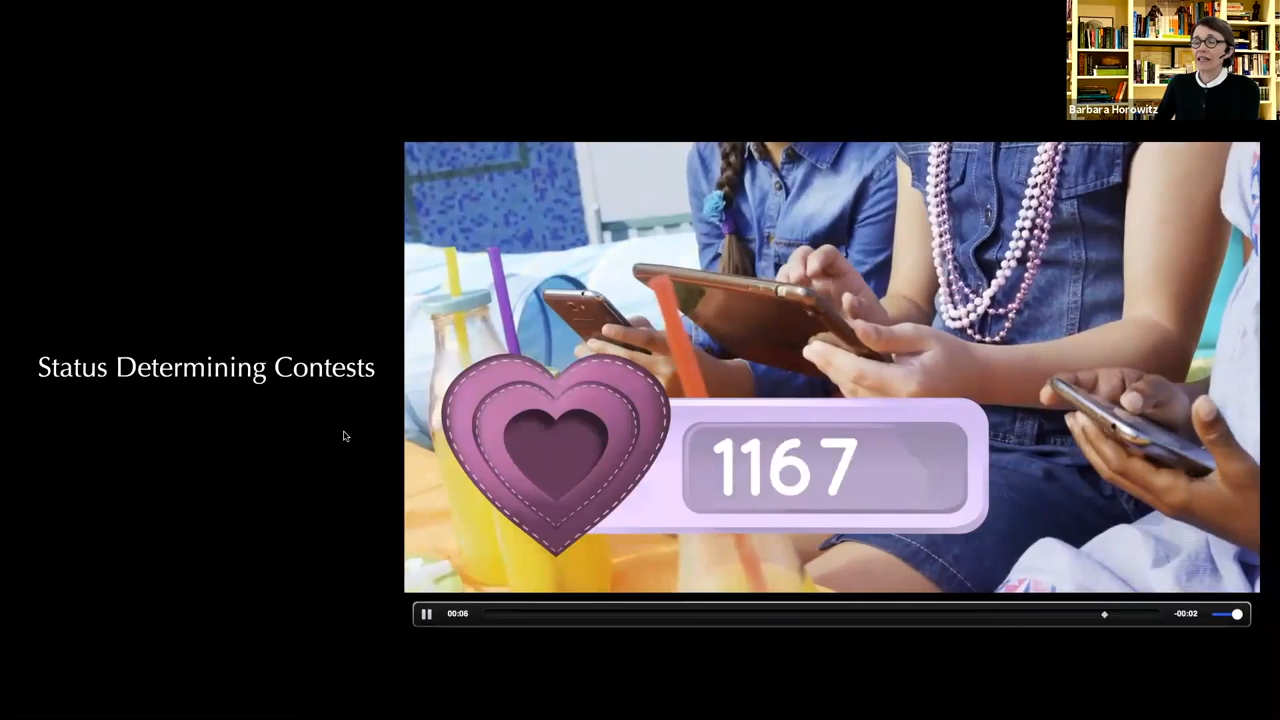 Barbara Horowitz
Status Determining Contests
1167
00:06
-00:02